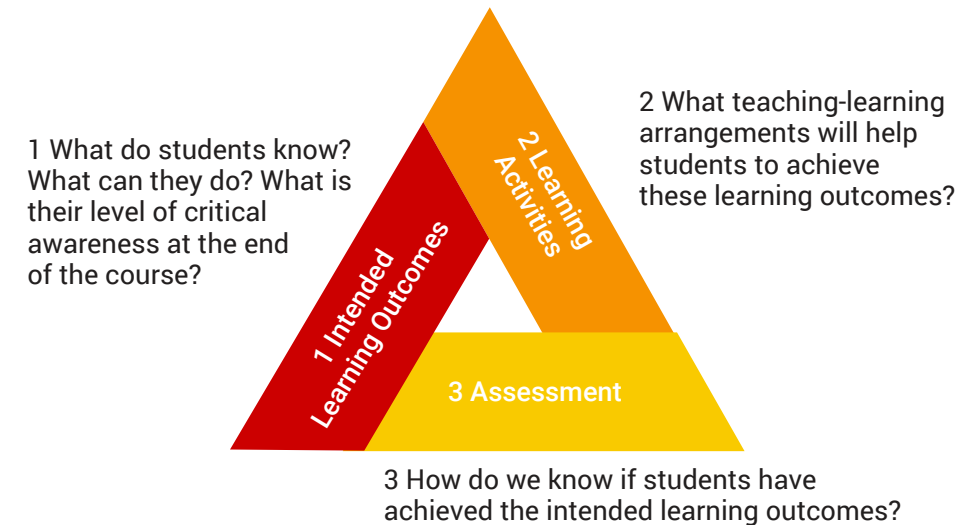 1 What do students know?
What can they do? What is
their level of critical
awareness at the end
of the course?
1 Intended
Learning Outcomes
2 Learning
Activities
2 What teaching-learning
arrangements will help
students to achieve
these learning outcomes?
3 Assessment
3 How do we know if students have
achieved the intended learning outcomes?